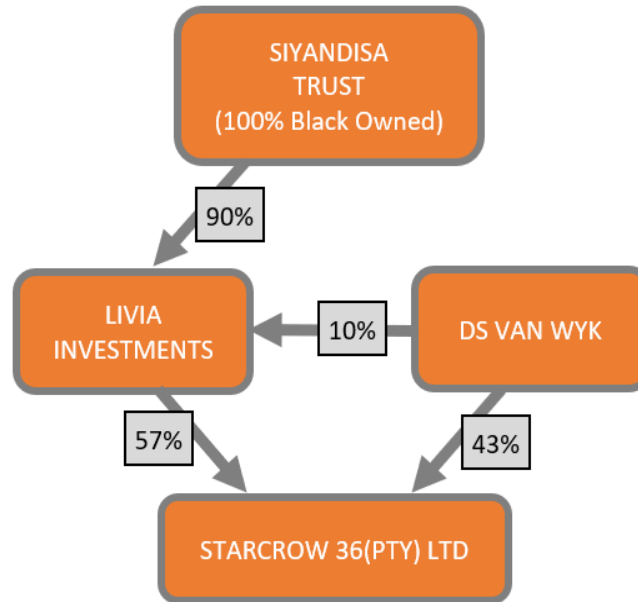 SIYANDISA
TRUST
(100% Black Owned)
90%
LIVIA
INVESTMENTS
10%
DS VAN WYK
57%
43%
STARCROW 36(PTY) LTD